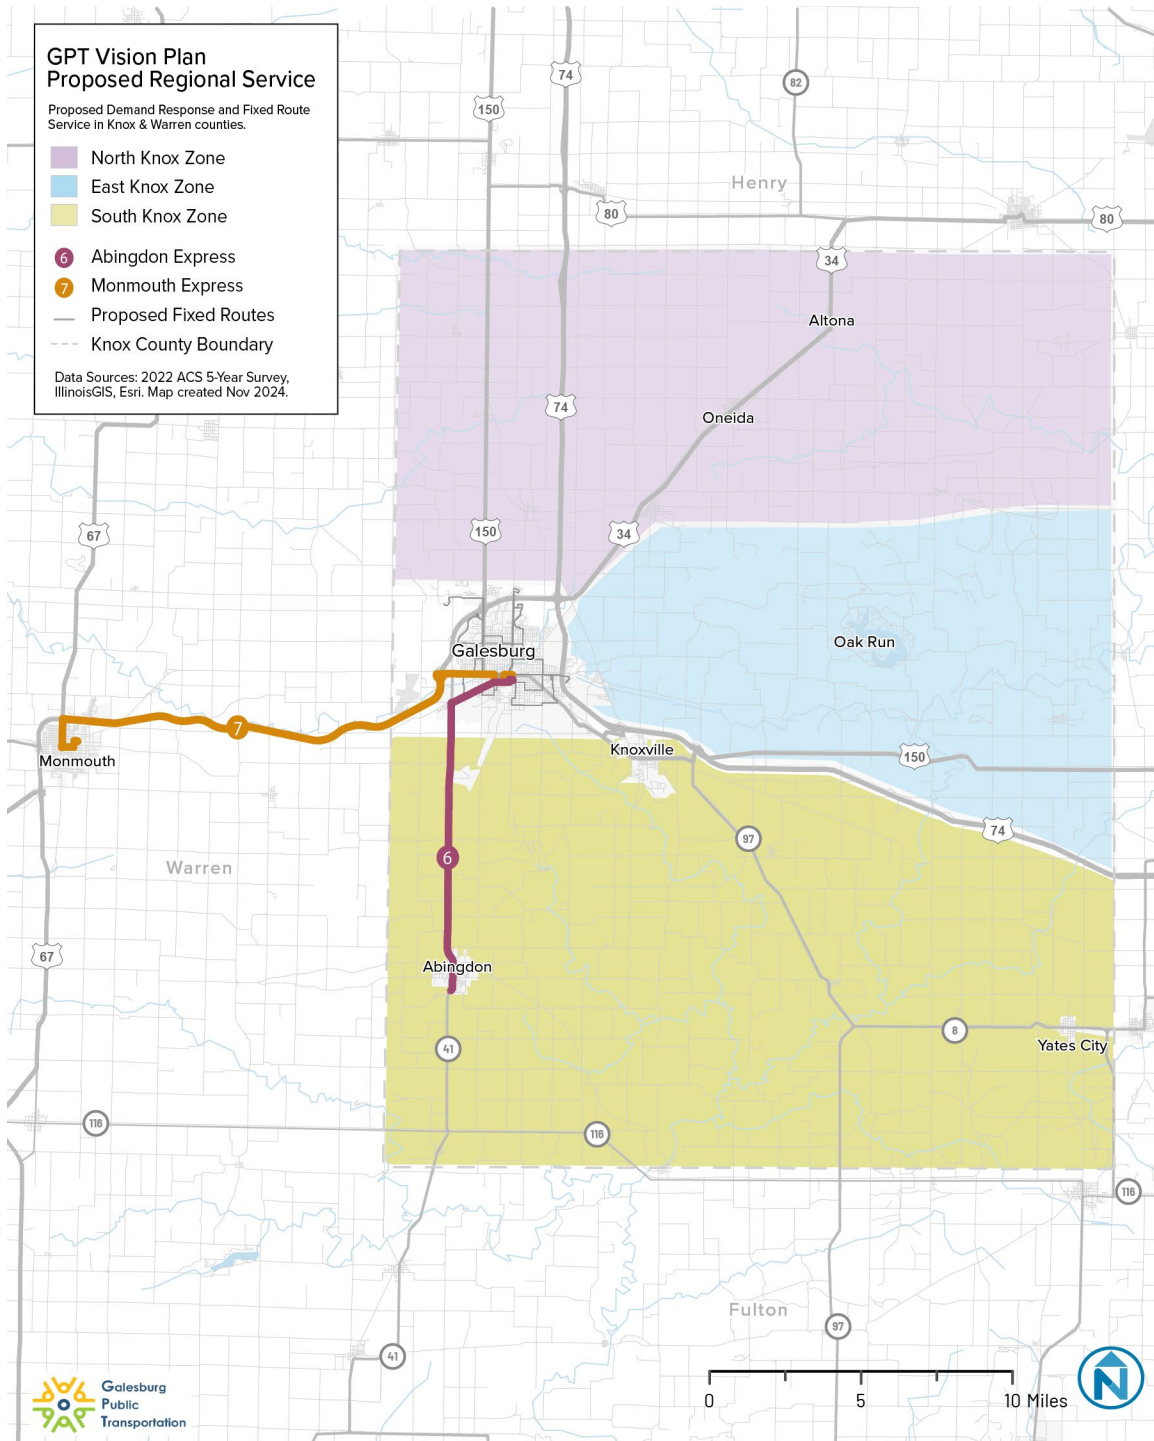 GPT Vision Plan
Proposed Regional Service
Proposed Demand Response and Fixed Route
Service in Knox & Warren counties.
North Knox Zone
East Knox Zone
South Knox Zone
6 Abingdon Express
7 Monmouth Express
Proposed Fixed Routes
Knox County Boundary
Data Sources: 2022 ACS 5-Year Survey,
IllinoisGIS, Esri. Map created Nov 2024.
74
82
150
Henry
80
80
34
Altona
74
Oneida
150
34
67
Oak Run
Galesburg
7
Knoxville
150
Monmouth
74
97
6
Warren
67
Abingdon
8
Yates City
41
116
116
116
Fulton
97
41
0
5
10 Miles
N
Galesburg
Public
Transportation